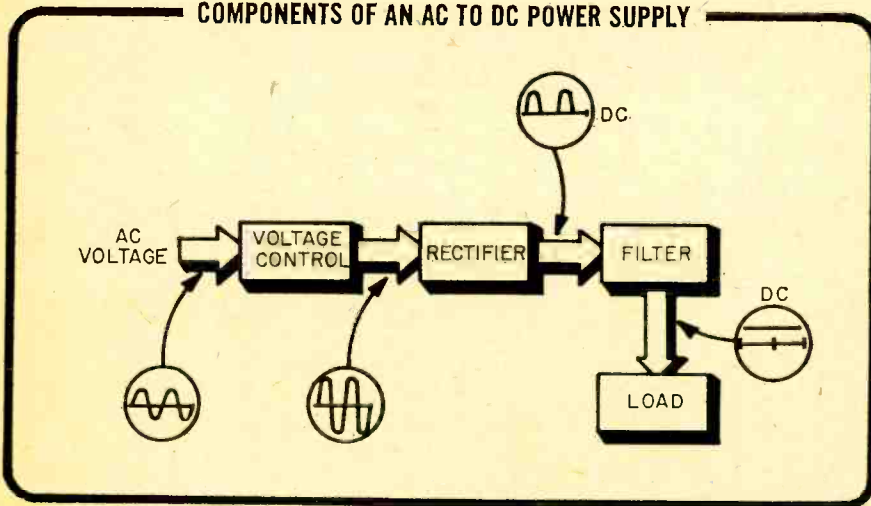 COMPONENTS OF AN AC TO DC POWER SUPPLY
DC
AC
VOLTAGE
VOLTAGE
CONTROL
RECTIFIER
FILTER
DC
LOAD